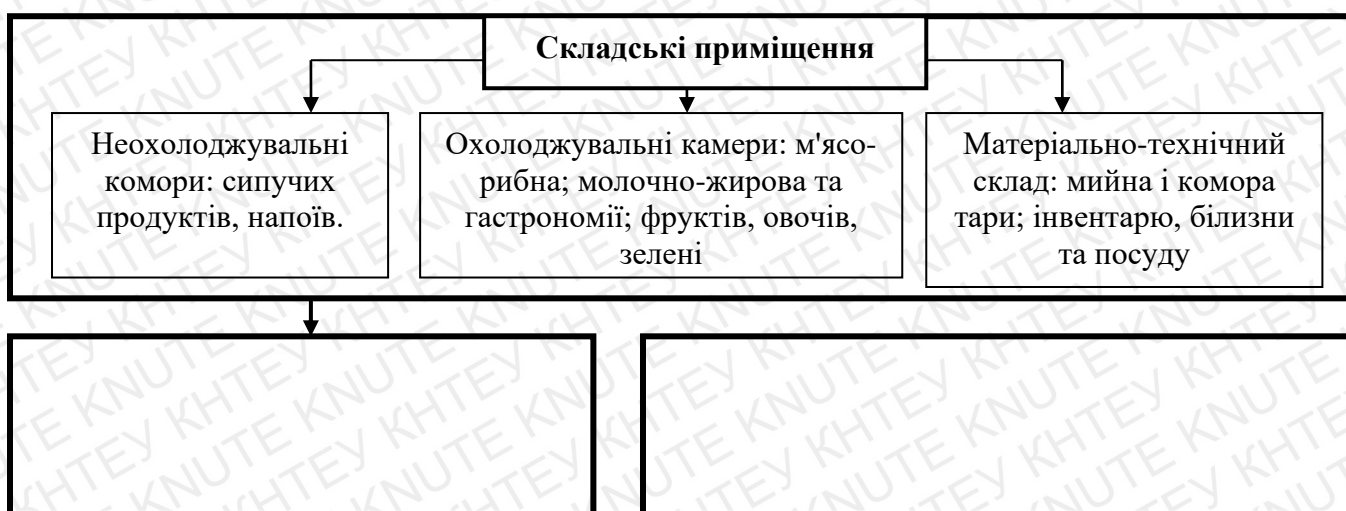 Складські приміщення
Неохолоджувальні
комори: сипучих
продуктів, напоїв.
Охолоджувальні камери: м'ясо-
рибна; молочно-жирова та
гастрономії; фруктів, овочів,
зелені
Матеріально-технічний
склад: мийна і комора
тари; інвентарю, білизни
та посуду